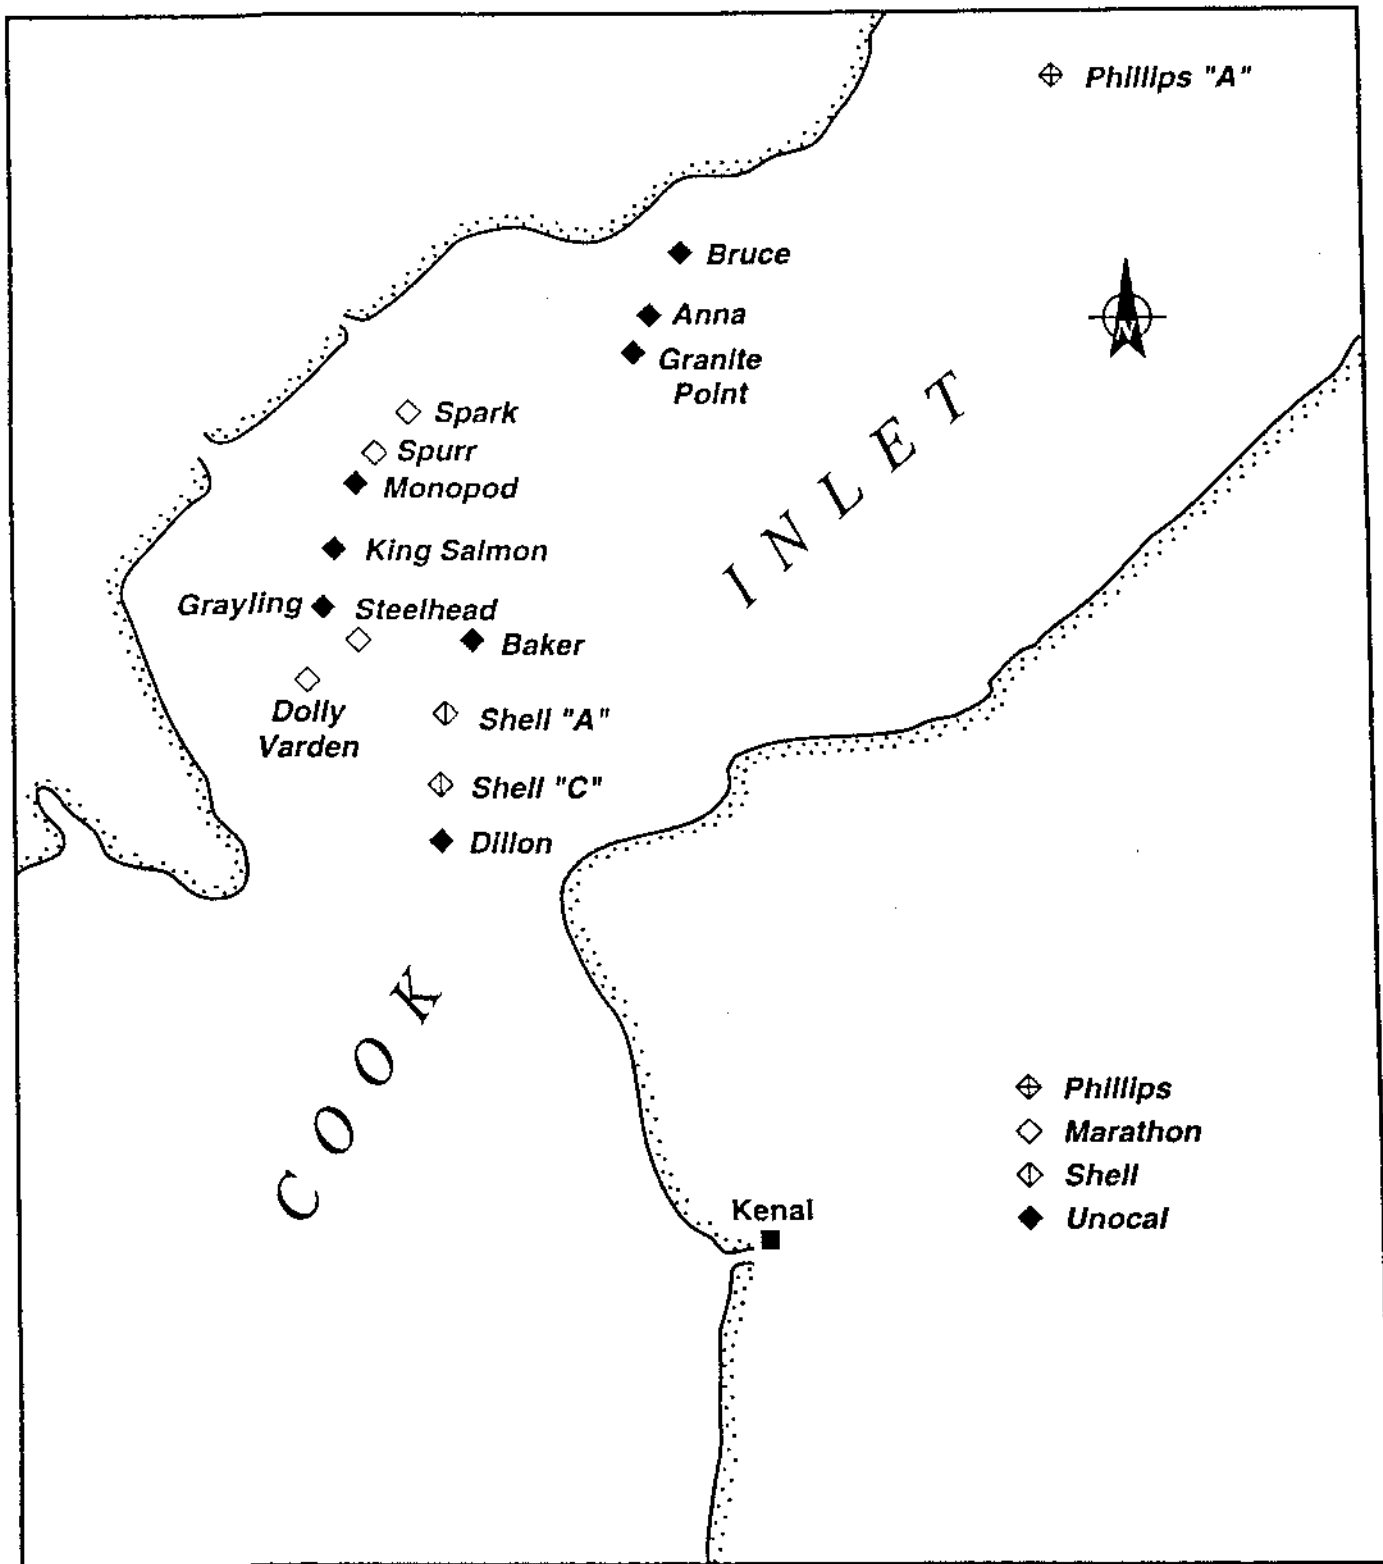 Phillips "A"
Bruce
Anna
Granite
Point
N
Spark
Spurr
Monopod
King Salmon
Grayling
Steelhead
Baker
Dolly
Varden
Shell "A"
Shell "C"
Dillon
INLET
COOK
Phillips
Marathon
Shell
Unocal
Kenai